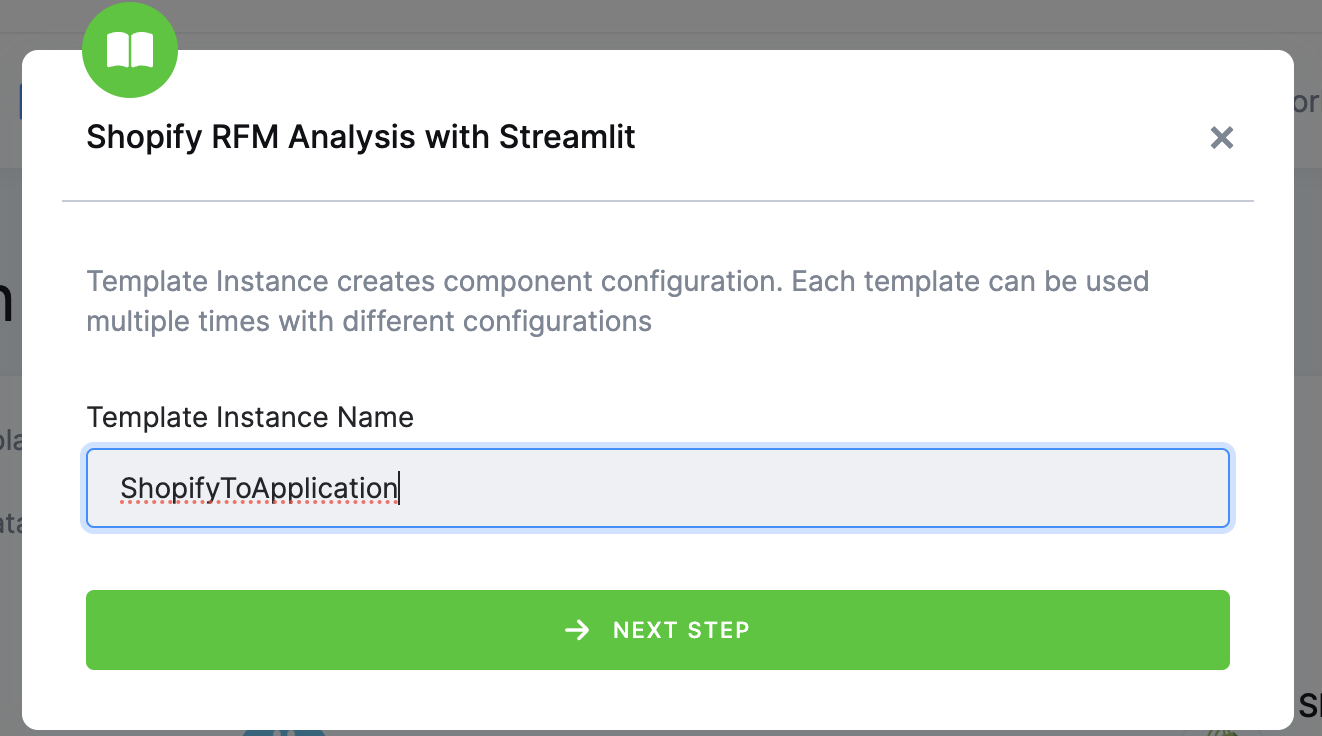 Shopify RFM Analysis with Streamlit
Template Instance creates component configuration. Each template can be used
multiple times with different configurations
Template Instance Name
ShopifyToApplication
NEXT STEP